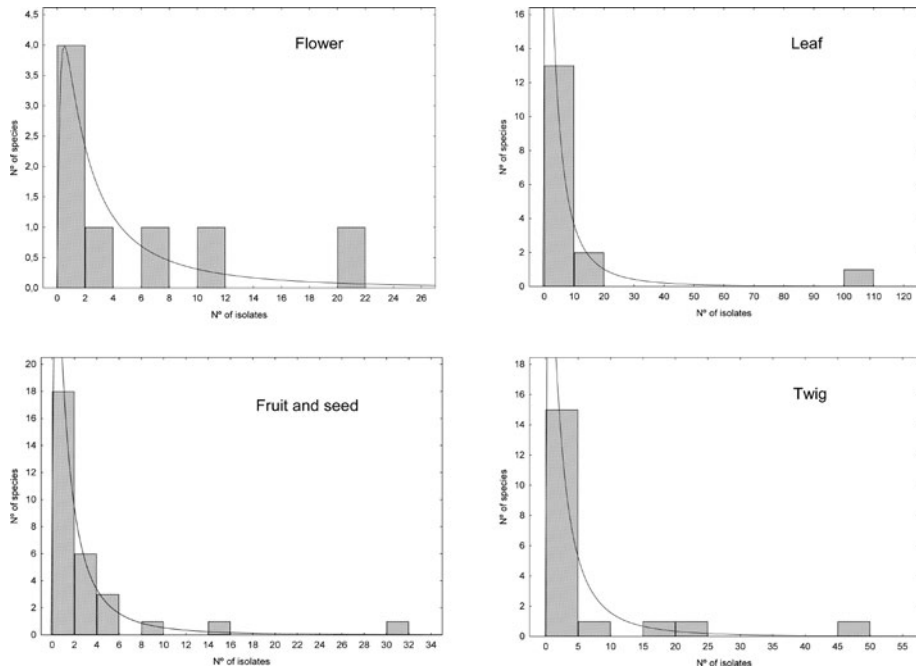 Flower
Nº of species
4,5
4,0
3,5
3,0
2,5
2,0
1,5
1,0
0,5
0,0
0 2 4 6 8 10 12 14 16 18 20 22 24 26
Nº of isolates
Leaf
Nº of species
16
14
12
10
8
6
4
2
0
0 10 20 30 40 50 60 70 80 90 100 110 120
Nº of isolates
Fruit and seed
Nº of species
20
18
16
14
12
10
8
6
4
2
0
0 2 4 6 8 10 12 14 16 18 20 22 24 26 28 30 32 34
Nº of isolates
Twig
Nº of species
18
16
14
12
10
8
6
4
2
0
0 5 10 15 20 25 30 35 40 45 50 55
Nº of isolates